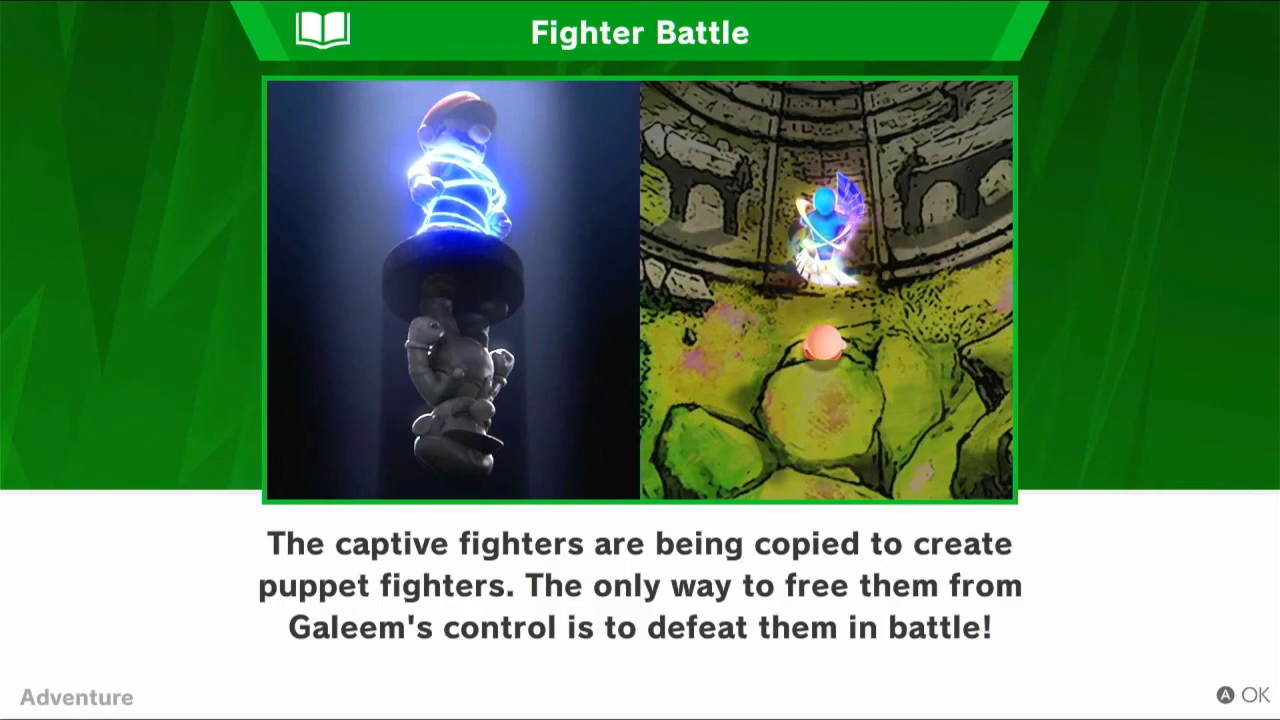 Fighter Battle
The captive fighters are being copied to create
puppet fighters. The only way to free them from
Galeem's control is to defeat them in battle!
Adventure
A OK